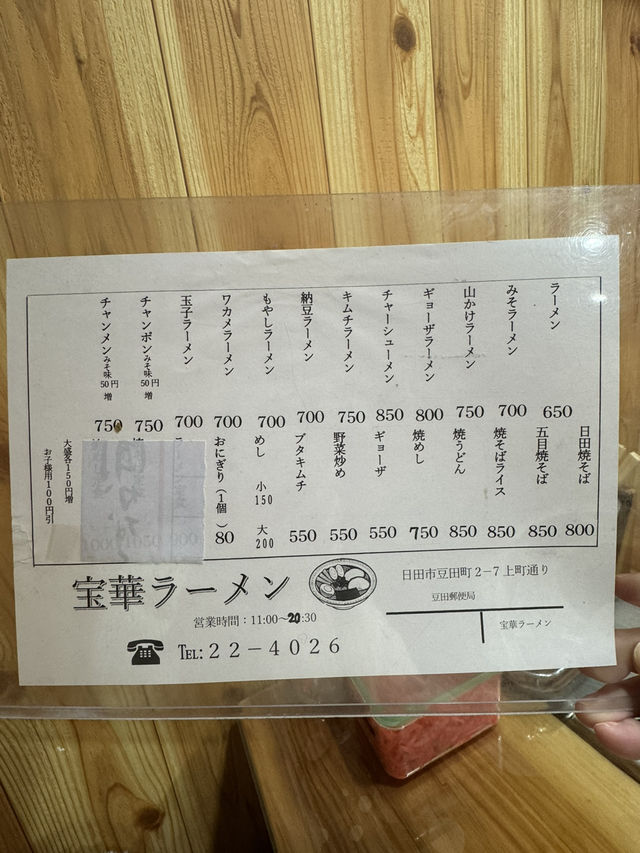 ラーメン 650
みそラーメン 700
山かけラーメン 750
ギョーザラーメン 800
チャーシューメン 850
キムチラーメン 750
納豆ラーメン 700
もやしラーメン 700
ワカメラーメン 700
玉子ラーメン 700
チャンポン みそ味50円増 750
チャンメン みそ味50円増 750
日田焼そば 800
五目焼そば 850
焼そばライス 850
焼うどん 850
焼めし 750
ギョーザ 550
野菜炒め 550
ブタキムチ 550
めし 小150 大200
おにぎり(1個) 80
大盛各150円増
お子様用100円引
宝華ラーメン
営業時間:11:00〜20:30
TEL:22-4026
日田市豆田町2-7 上町通り
豆田郵便局
宝華ラーメン